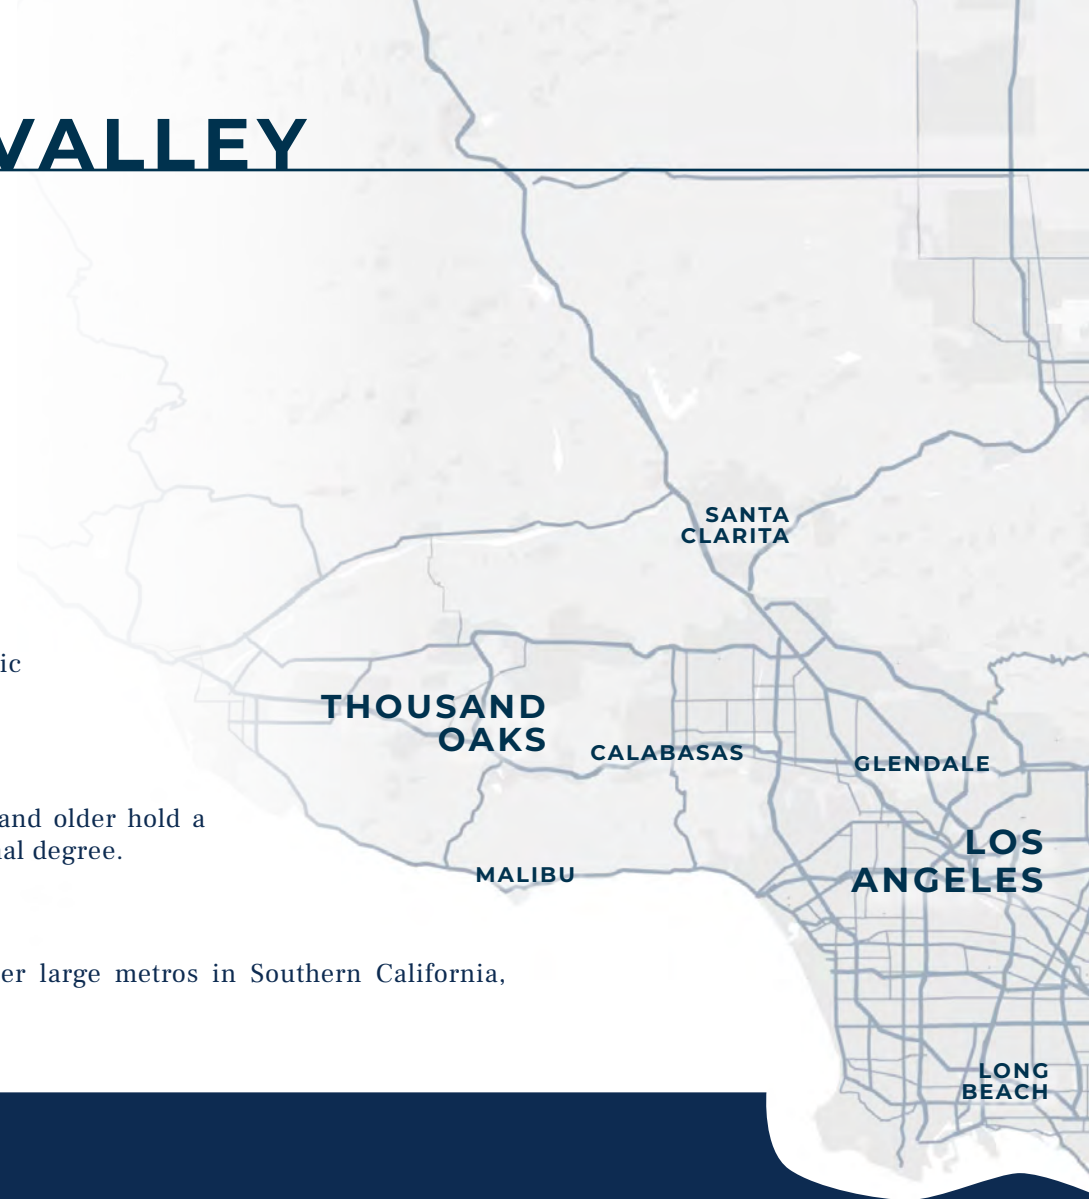 VALLEY
SANTA
CLARITA
ic
THOUSAND
OAKS
CALABASAS
GLENDALE
and older hold a
al degree.
LOS
ANGELES
MALIBU
er large metros in Southern California,
LONG
BEACH